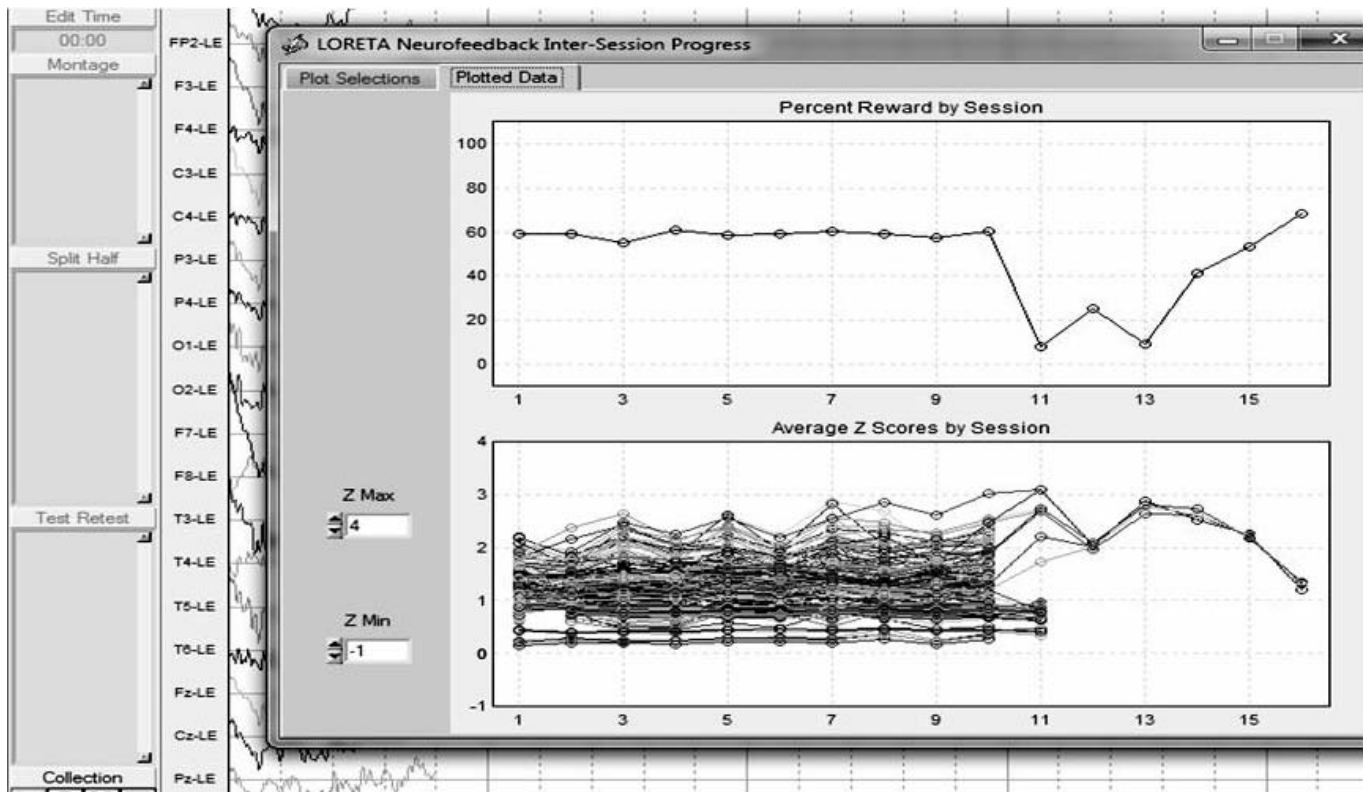 Edit Time
00:00
Montage
Split Half
Test Retest
Collection
FP2-LE
F3-LE
F4-LE
C3-LE
C4-LE
P3-LE
P4-LE
O1-LE
O2-LE
F7-LE
F8-LE
T3-LE
T4-LE
T5-LE
T6-LE
Fz-LE
Cz-LE
Pz-LE
LORETA Neurofeedback Inter-Session Progress
Plot Selections Plotted Data
Z Max
4
Z Min
-1
Percent Reward by Session
100
80
60
40
20
0
1 3 5 7 9 11 13 15
Average Z Scores by Session
4
3
2
1
0
-1
1 3 5 7 9 11 13 15